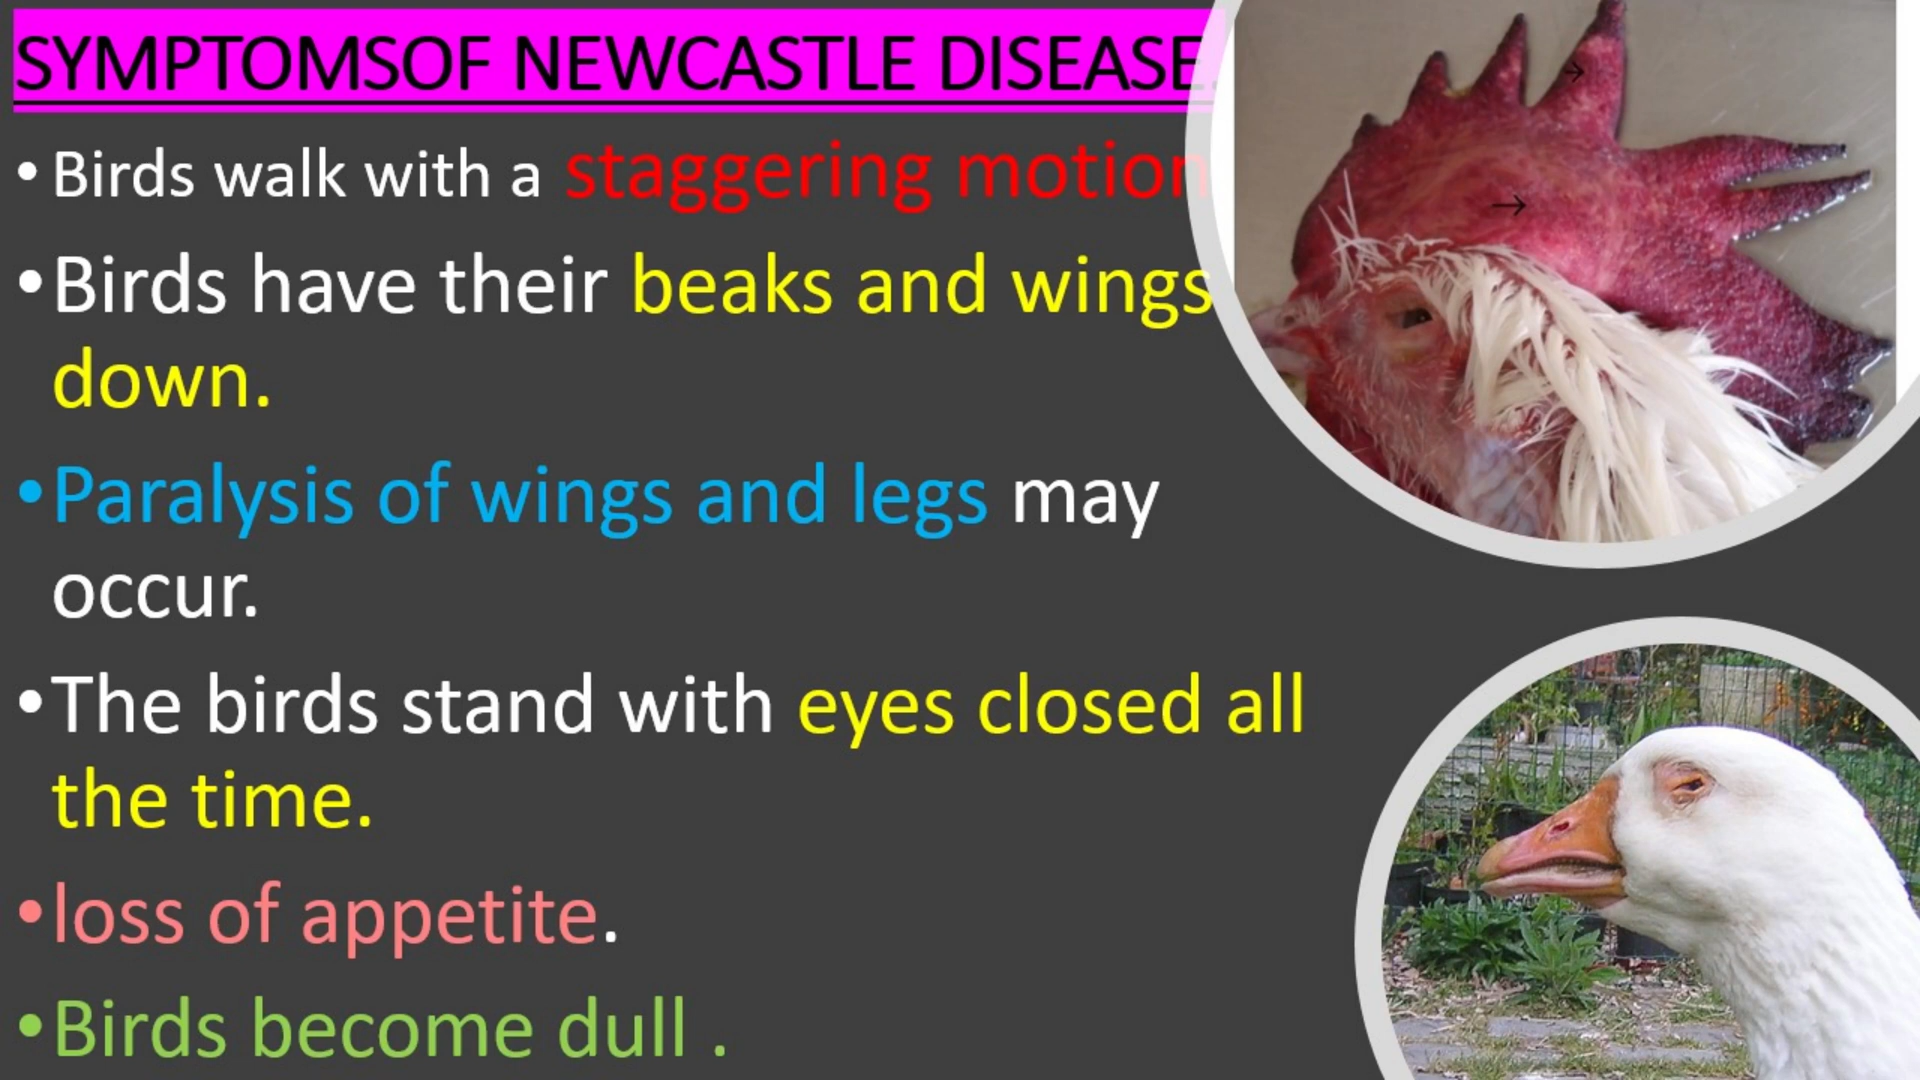 SYMPTOMSOF NEWCASTLE DISEASE.
• Birds walk with a staggering motion
•Birds have their beaks and wings
down.
•Paralysis of wings and legs may
occur.
•The birds stand with eyes closed all
the time.
•loss of appetite.
•Birds become dull .